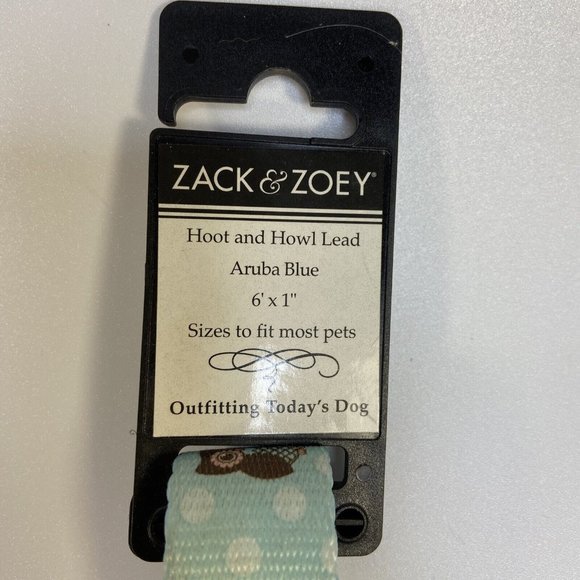 ZACK & ZOEY®
Hoot and Howl Lead
Aruba Blue
6' x 1"
Sizes to fit most pets
Outfitting Today's Dog